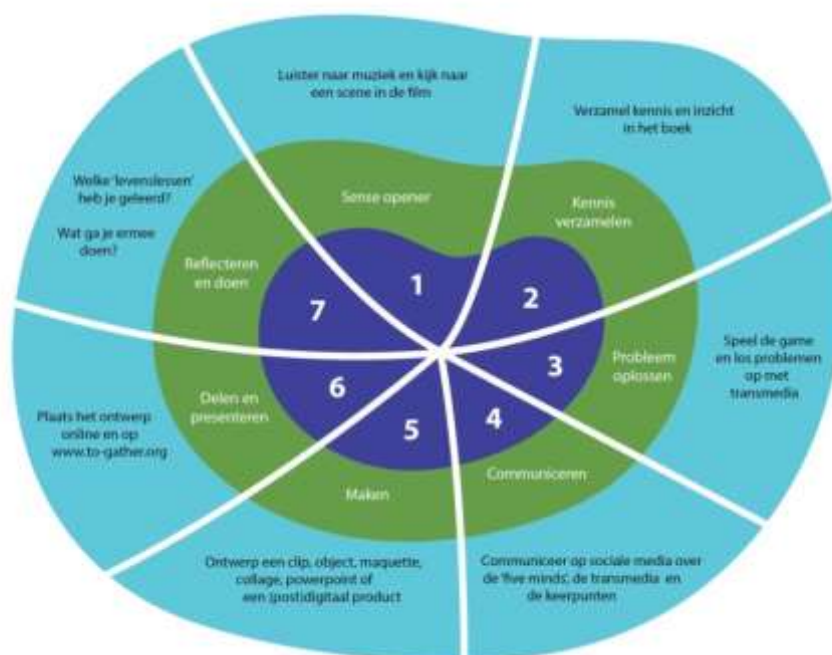 Luister naar muziek en kijk naar
een scene in de film
Sense opener
1
Verzamel kennis en inzicht
in het boek
Kennis
verzamelen
2
Speel de game
en los problemen
op met
transmedia
Probleem
oplossen
3
Communiceer op sociale media over
de 'five minds', de transmedia en
de keerpunten
Communiceren
4
Ontwerp een clip, object, maquette,
collage, powerpoint of
een (post)digitaal product
Maken
5
Plaats het ontwerp
online en op
www.to-gather.org
Delen en
presenteren
6
Welke 'levenslessen'
heb je geleerd?
Wat ga je ermee
doen?
Reflecteren
en doen
7